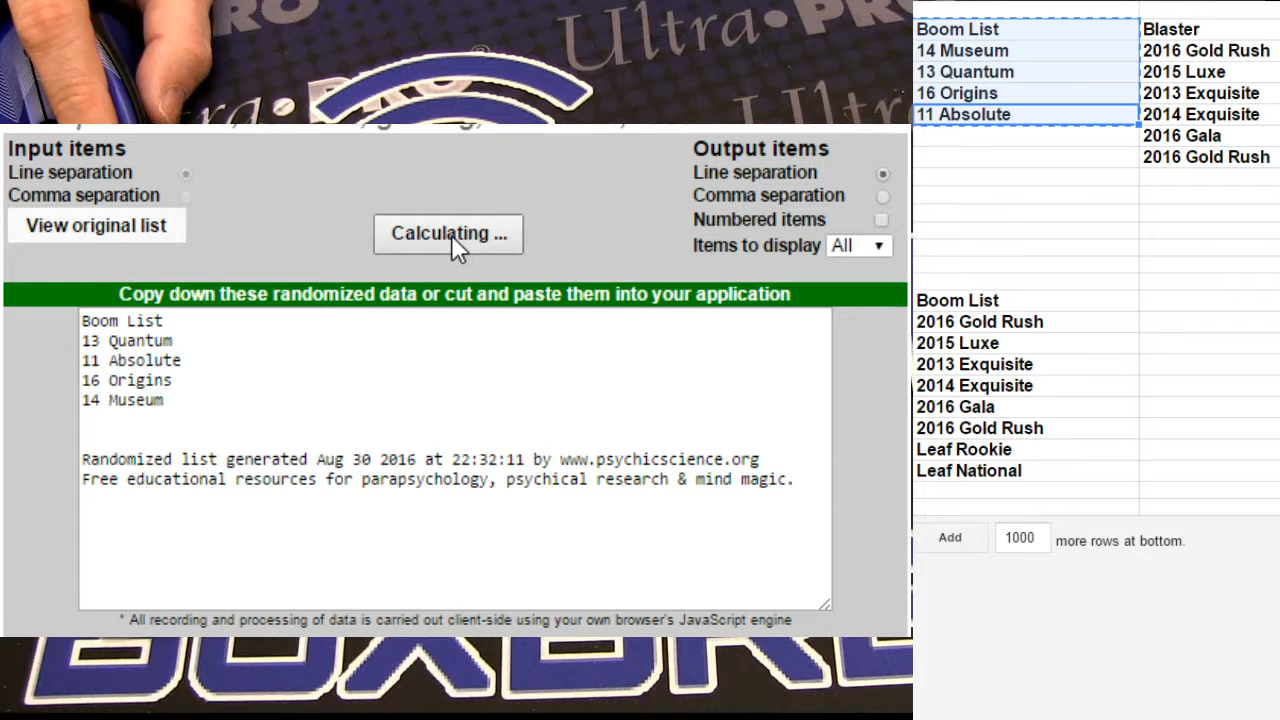 Ultra·PRO
Ultra·PRO
Input items
Line separation
Comma separation
View original list
Calculating ...
Output items
Line separation
Comma separation
Numbered items
Items to display All
Copy down these randomized data or cut and paste them into your application
Boom List
13 Quantum
11 Absolute
16 Origins
14 Museum
Randomized list generated Aug 30 2016 at 22:32:11 by www.psychicscience.org
Free educational resources for parapsychology, psychical research & mind magic.
* All recording and processing of data is carried out client-side using your own browser's JavaScript engine
Boom List Blaster
14 Museum 2016 Gold Rush
13 Quantum 2015 Luxe
16 Origins 2013 Exquisite
11 Absolute 2014 Exquisite
2016 Gala
2016 Gold Rush
Boom List
2016 Gold Rush
2015 Luxe
2013 Exquisite
2014 Exquisite
2016 Gala
2016 Gold Rush
Leaf Rookie
Leaf National
Add 1000 more rows at bottom.